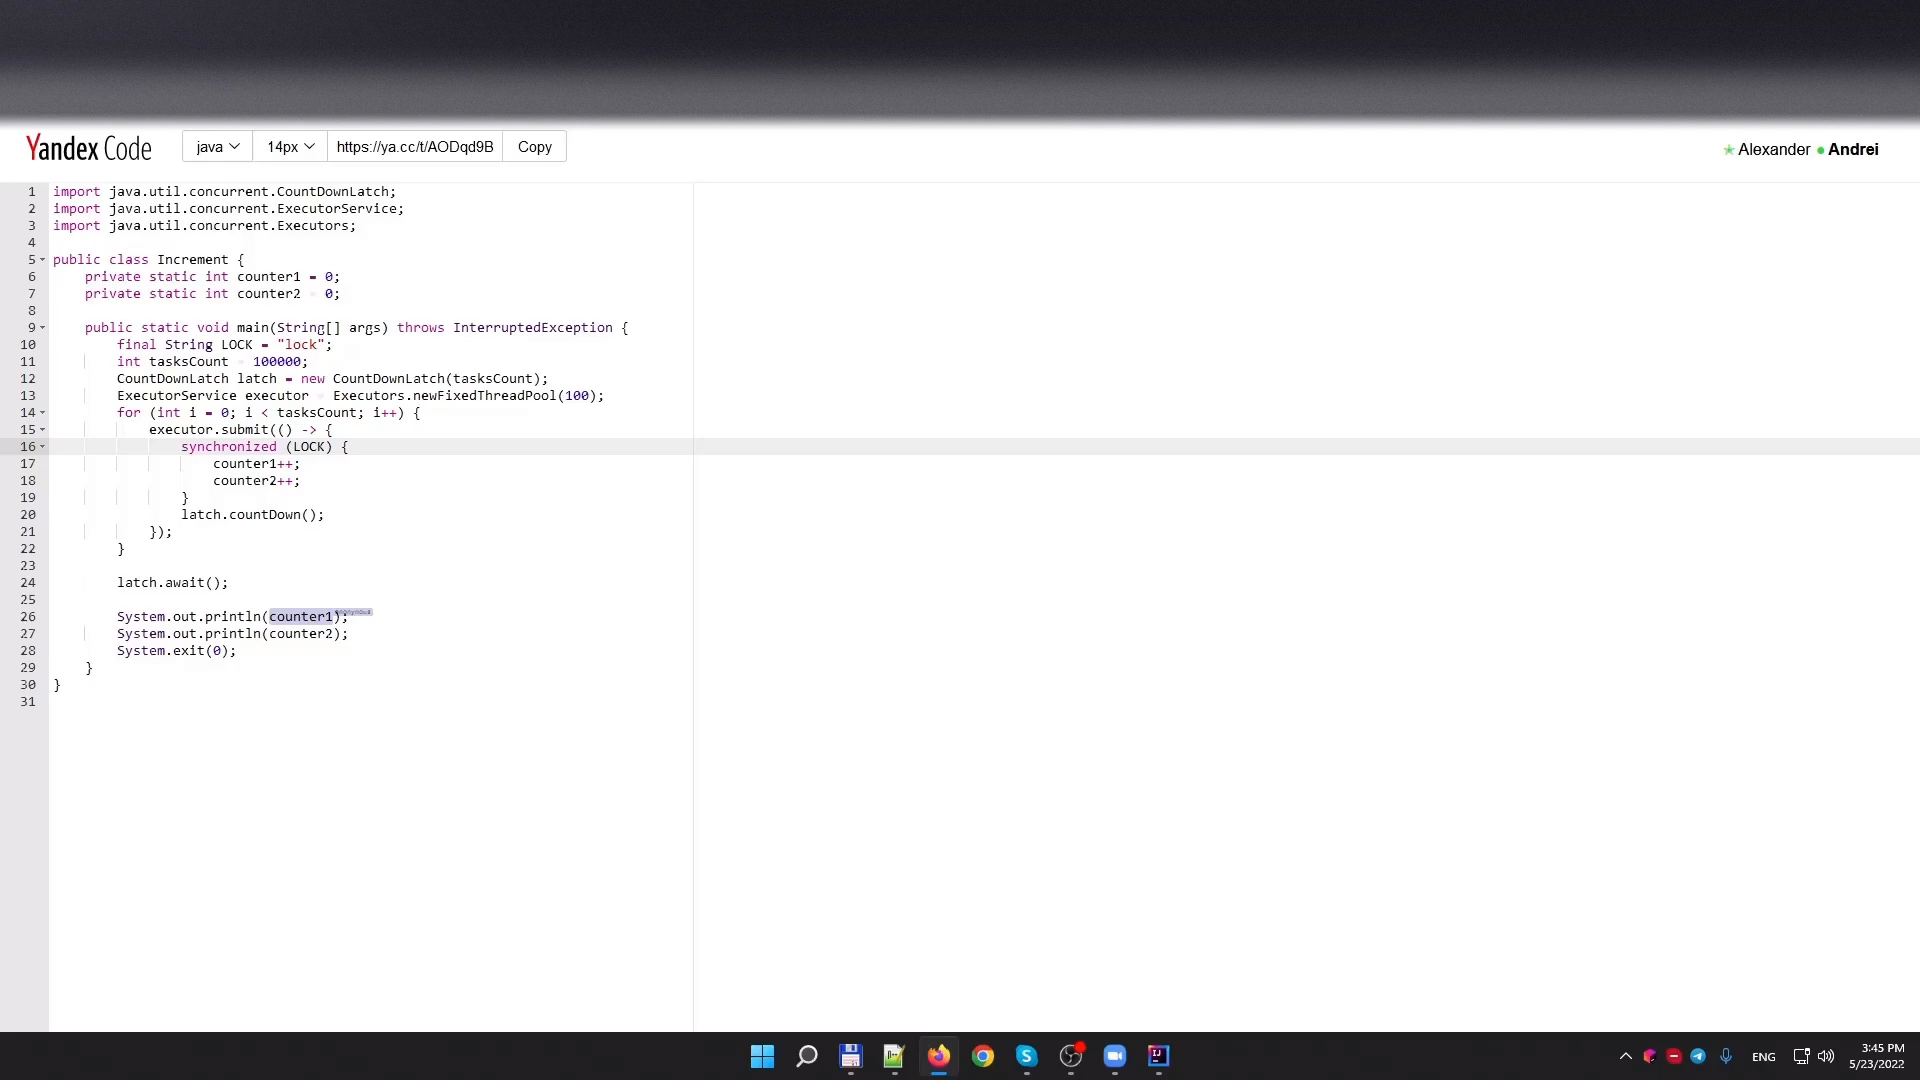 Yandex Code java 14px https://ya.cc/t/AODqd9B Copy Alexander Andrei
1 import java.util.concurrent.CountDownLatch;
2 import java.util.concurrent.ExecutorService;
3 import java.util.concurrent.Executors;
4
5 public class Increment {
6 private static int counter1 = 0;
7 private static int counter2 = 0;
8
9 public static void main(String[] args) throws InterruptedException {
10 final String LOCK = "lock";
11 int tasksCount = 100000;
12 CountDownLatch latch = new CountDownLatch(tasksCount);
13 ExecutorService executor = Executors.newFixedThreadPool(100);
14 for (int i = 0; i < tasksCount; i++) {
15 executor.submit(() -> {
16 synchronized (LOCK) {
17 counter1++;
18 counter2++;
19 }
20 latch.countDown();
21 });
22 }
23
24 latch.await();
25
26 System.out.println(counter1);
27 System.out.println(counter2);
28 System.exit(0);
29 }
30 }
31
ENG
3:45 PM
5/23/2022